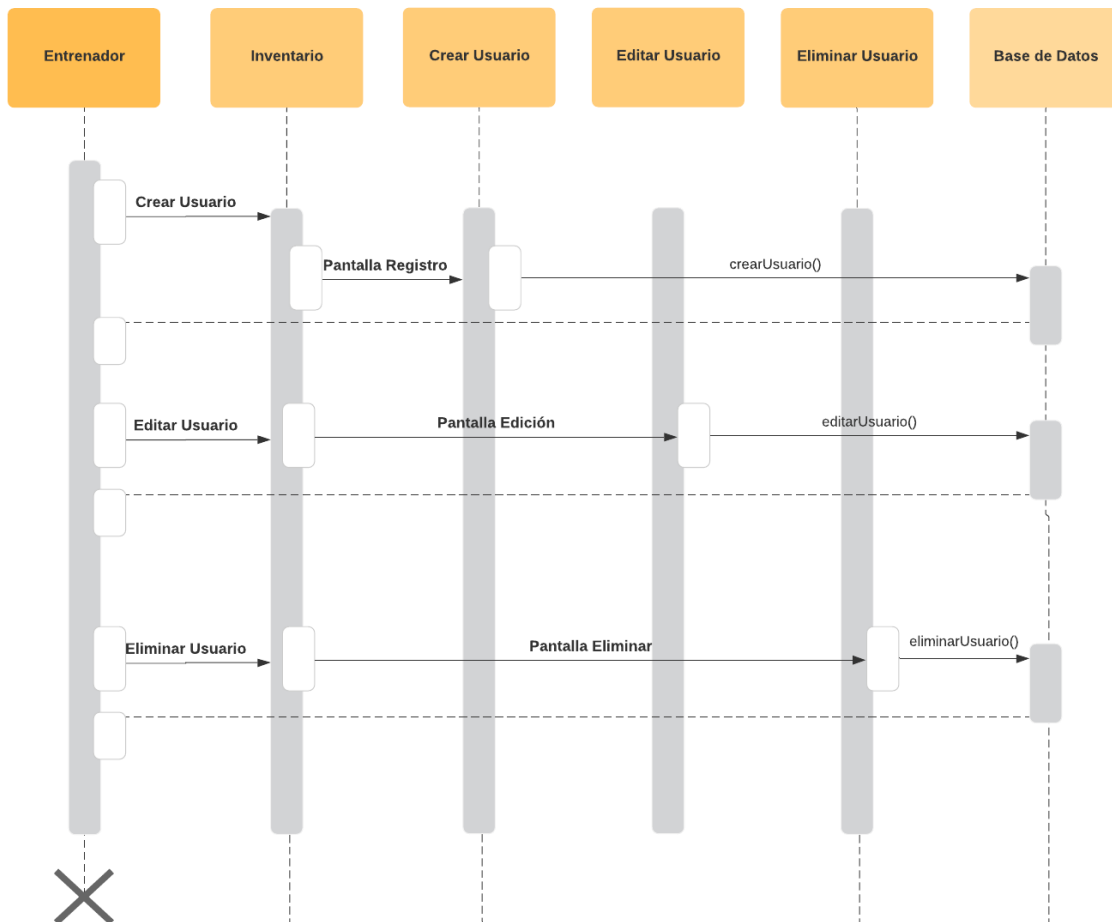 Entrenador
Inventario
Crear Usuario
Editar Usuario
Eliminar Usuario
Base de Datos
Crear Usuario
Pantalla Registro
crearUsuario()
Editar Usuario
Pantalla Edición
editarUsuario()
Eliminar Usuario
Pantalla Eliminar
eliminarUsuario()